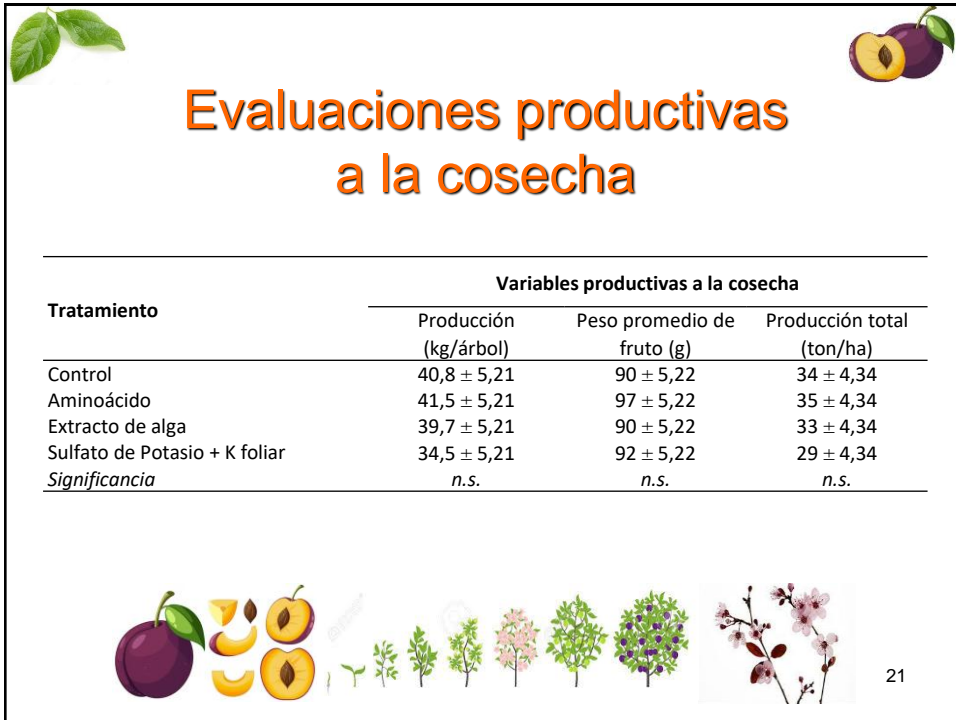 Evaluaciones productivas
a la cosecha
Variables productivas a la cosecha
Tratamiento
Producción (kg/árbol) Peso promedio de fruto (g) Producción total (ton/ha)
Control 40,8 ± 5,21 90 ± 5,22 34 ± 4,34
Aminoácido 41,5 ± 5,21 97 ± 5,22 35 ± 4,34
Extracto de alga 39,7 ± 5,21 90 ± 5,22 33 ± 4,34
Sulfato de Potasio + K foliar 34,5 ± 5,21 92 ± 5,22 29 ± 4,34
Significancia n.s. n.s. n.s.
21